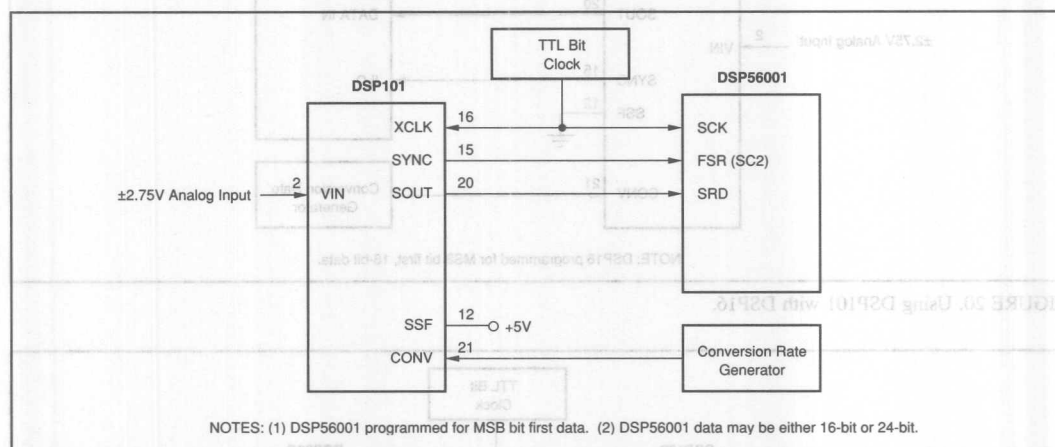 TTL Bit
Clock
DSP101
DSP56001
XCLK 16 SCK
SYNC 15 FSR (SC2)
±2.75V Analog Input 2 VIN SOUT 20 SRD
SSF 12 +5V
CONV 21 Conversion Rate
Generator
NOTES: (1) DSP56001 programmed for MSB bit first data. (2) DSP56001 data may be either 16-bit or 24-bit.